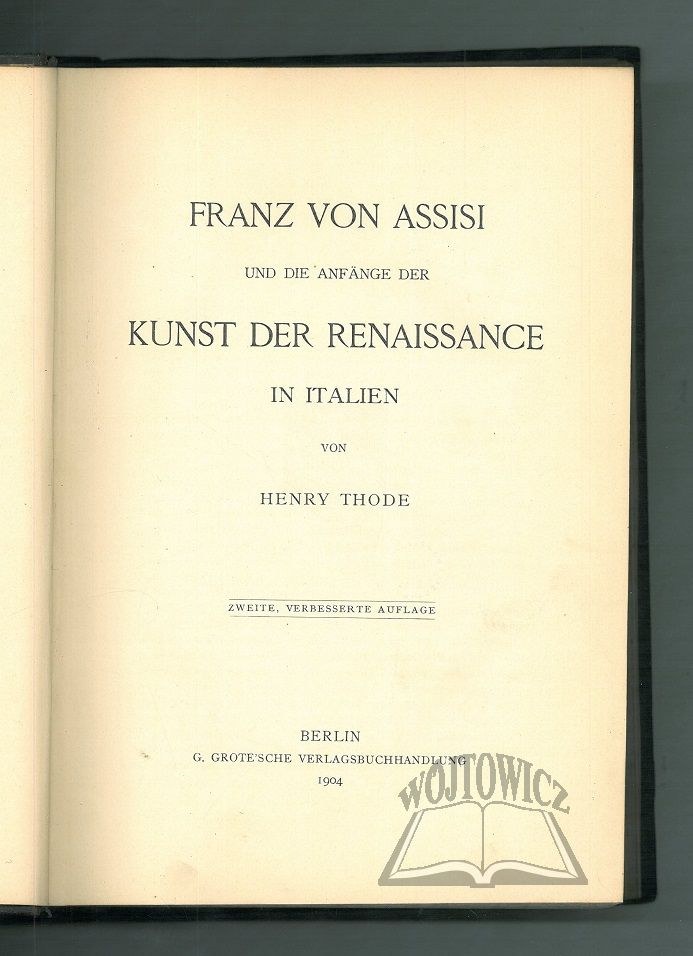 FRANZ VON ASSISI
UND DIE ANFÄNGE DER
KUNST DER RENAISSANCE
IN ITALIEN
VON
HENRY THODE
ZWEITE, VERBESSERTE AUFLAGE
BERLIN
G. GROTE'SCHE VERLAGSBUCHHANDLUNG
1904
WÓJTOWICZ